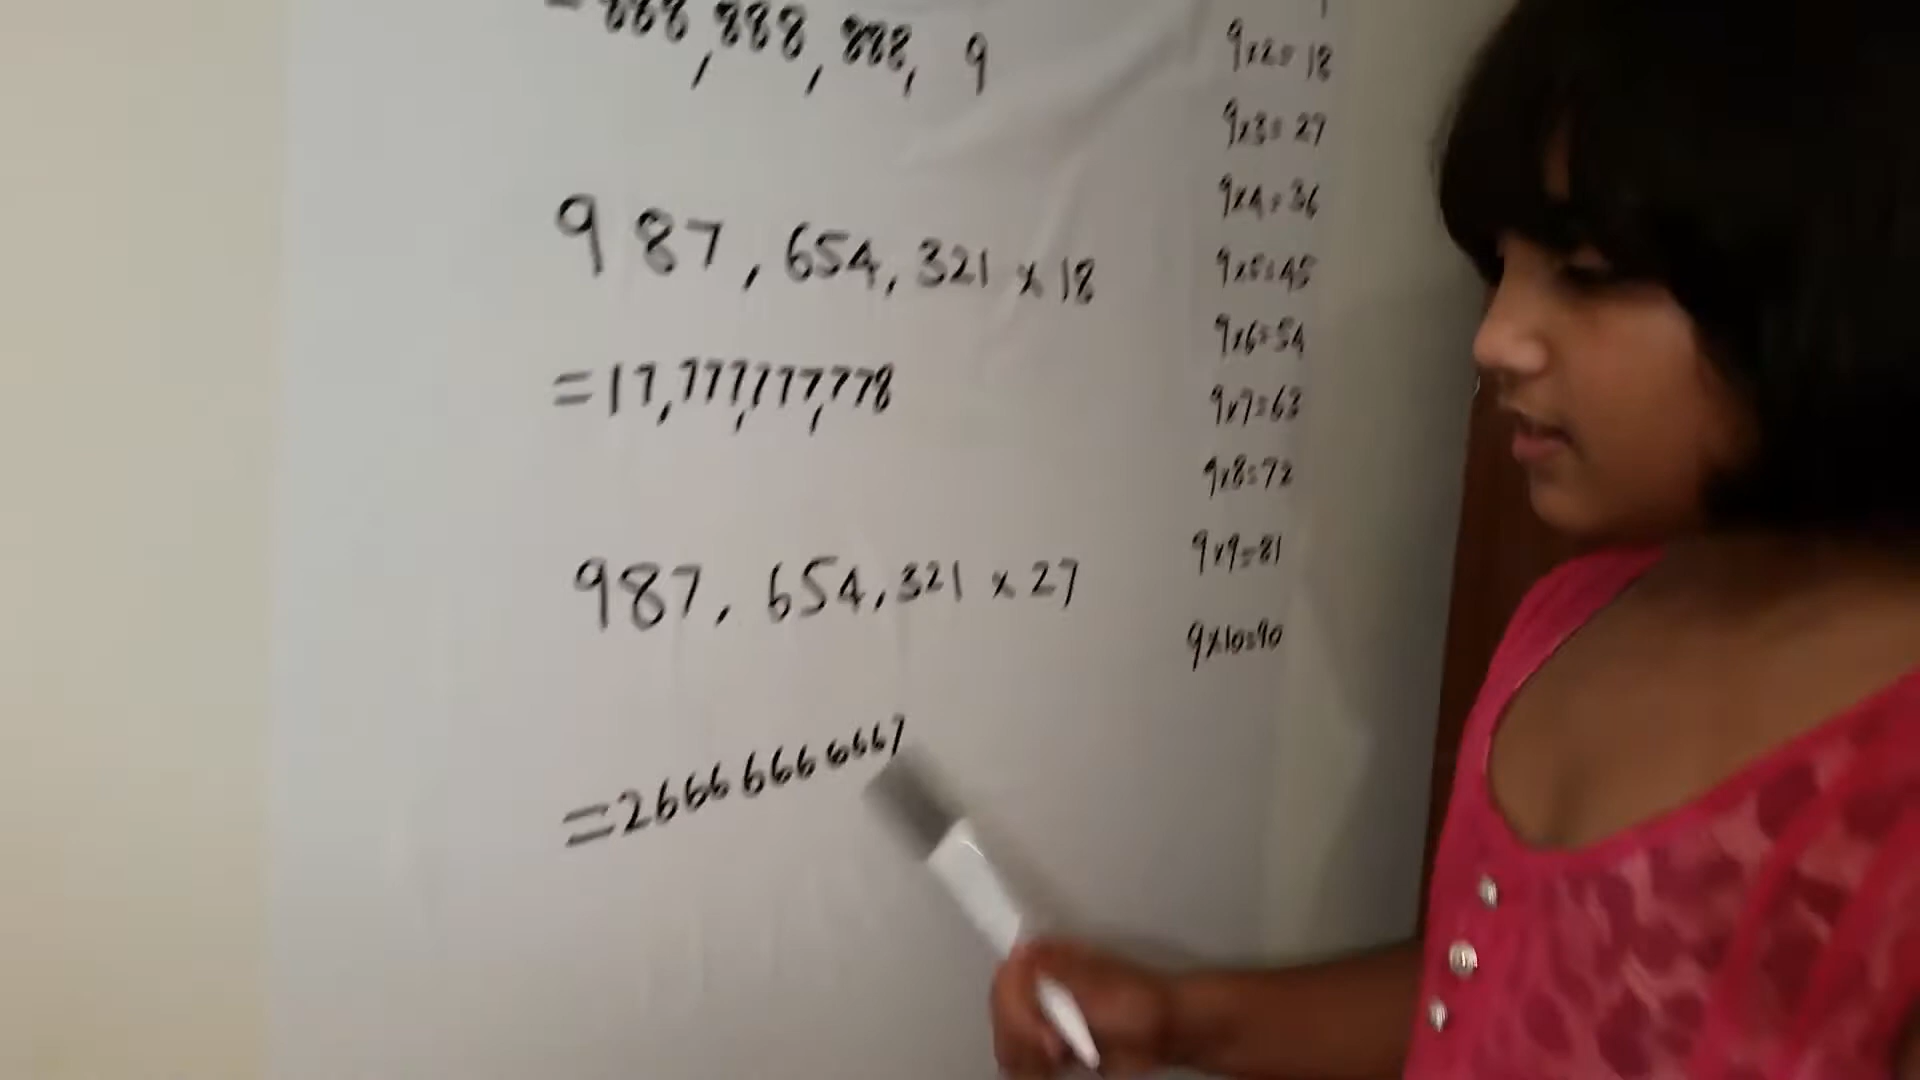 =888,888,888, 9
987,654,321 x 18
=17,777,777,778
987,654,321 x 27
=26666666667
9x2=18
9x3=27
9x4=36
9x5=45
9x6=54
9x7=63
9x8=72
9x9=81
9x10=90